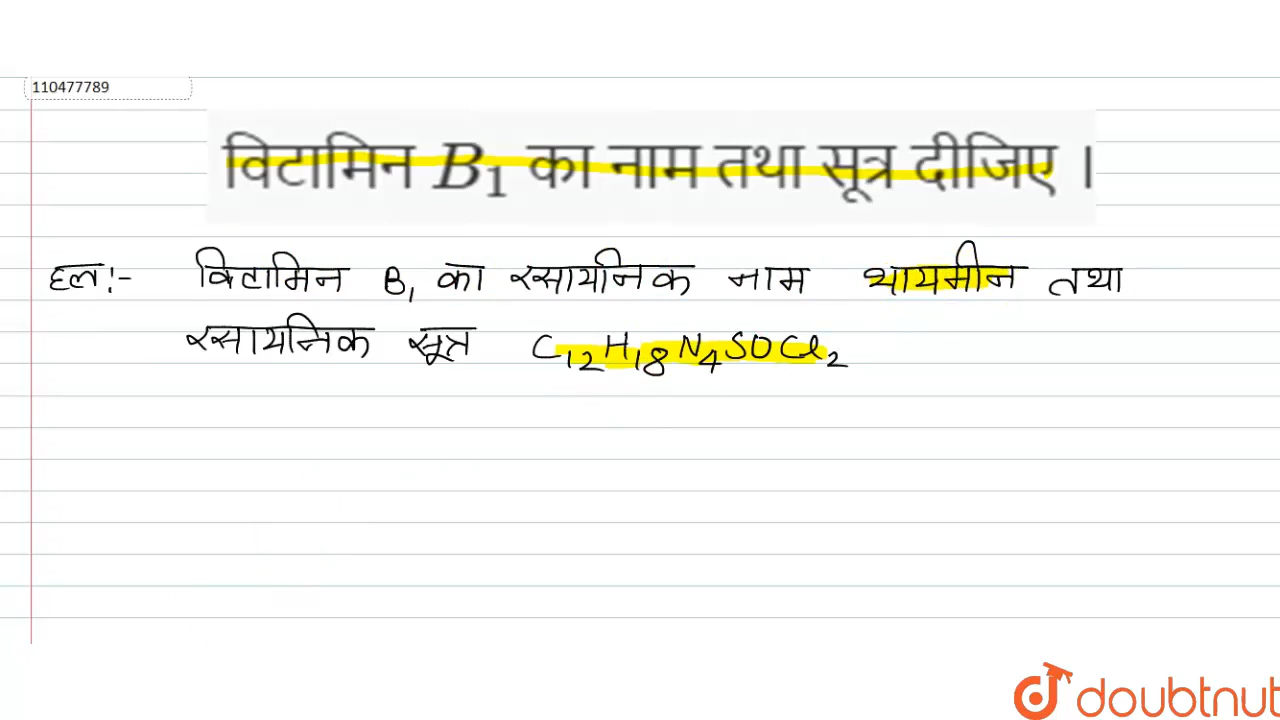 110477789
विटामिन B₁ का नाम तथा सूत्र दीजिए ।
हल:- विटामिन B₁ का रसायनिक नाम थायमीन तथा
रसायनिक सूत्र C₁₂H₁₈N₄SOCl₂
doubtnut